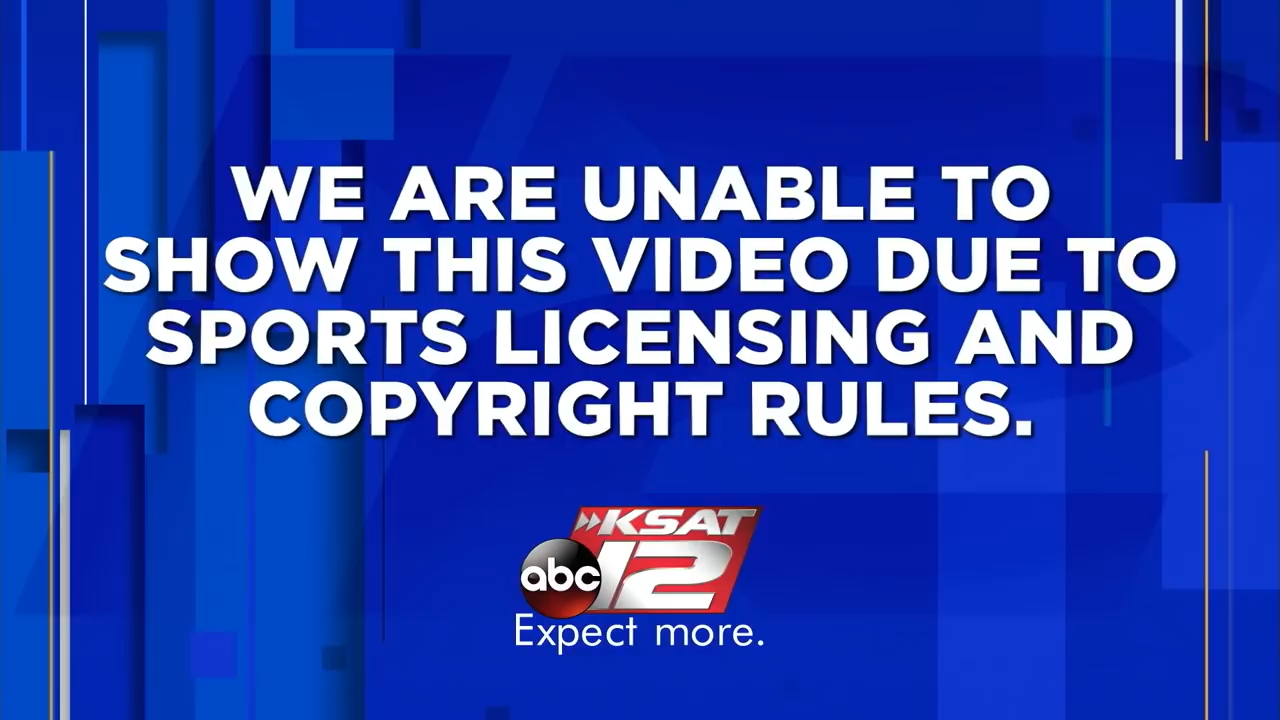 WE ARE UNABLE TO
SHOW THIS VIDEO DUE TO
SPORTS LICENSING AND
COPYRIGHT RULES.
KSAT
abc 12
Expect more.